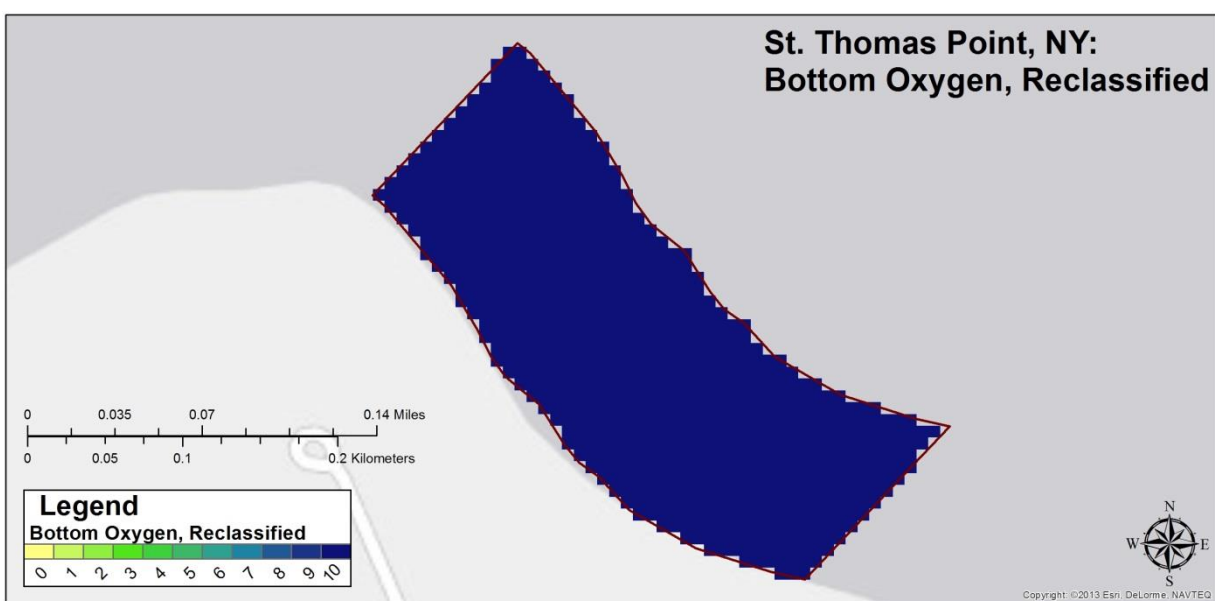 St. Thomas Point, NY:
Bottom Oxygen, Reclassified
0 0.035 0.07 0.14 Miles
0 0.05 0.1 0.2 Kilometers
Legend
Bottom Oxygen, Reclassified
0 1 2 3 4 5 6 7 8 9 10
N
W E
S
Copyright: ©2013 Esri, DeLorme, NAVTEQ